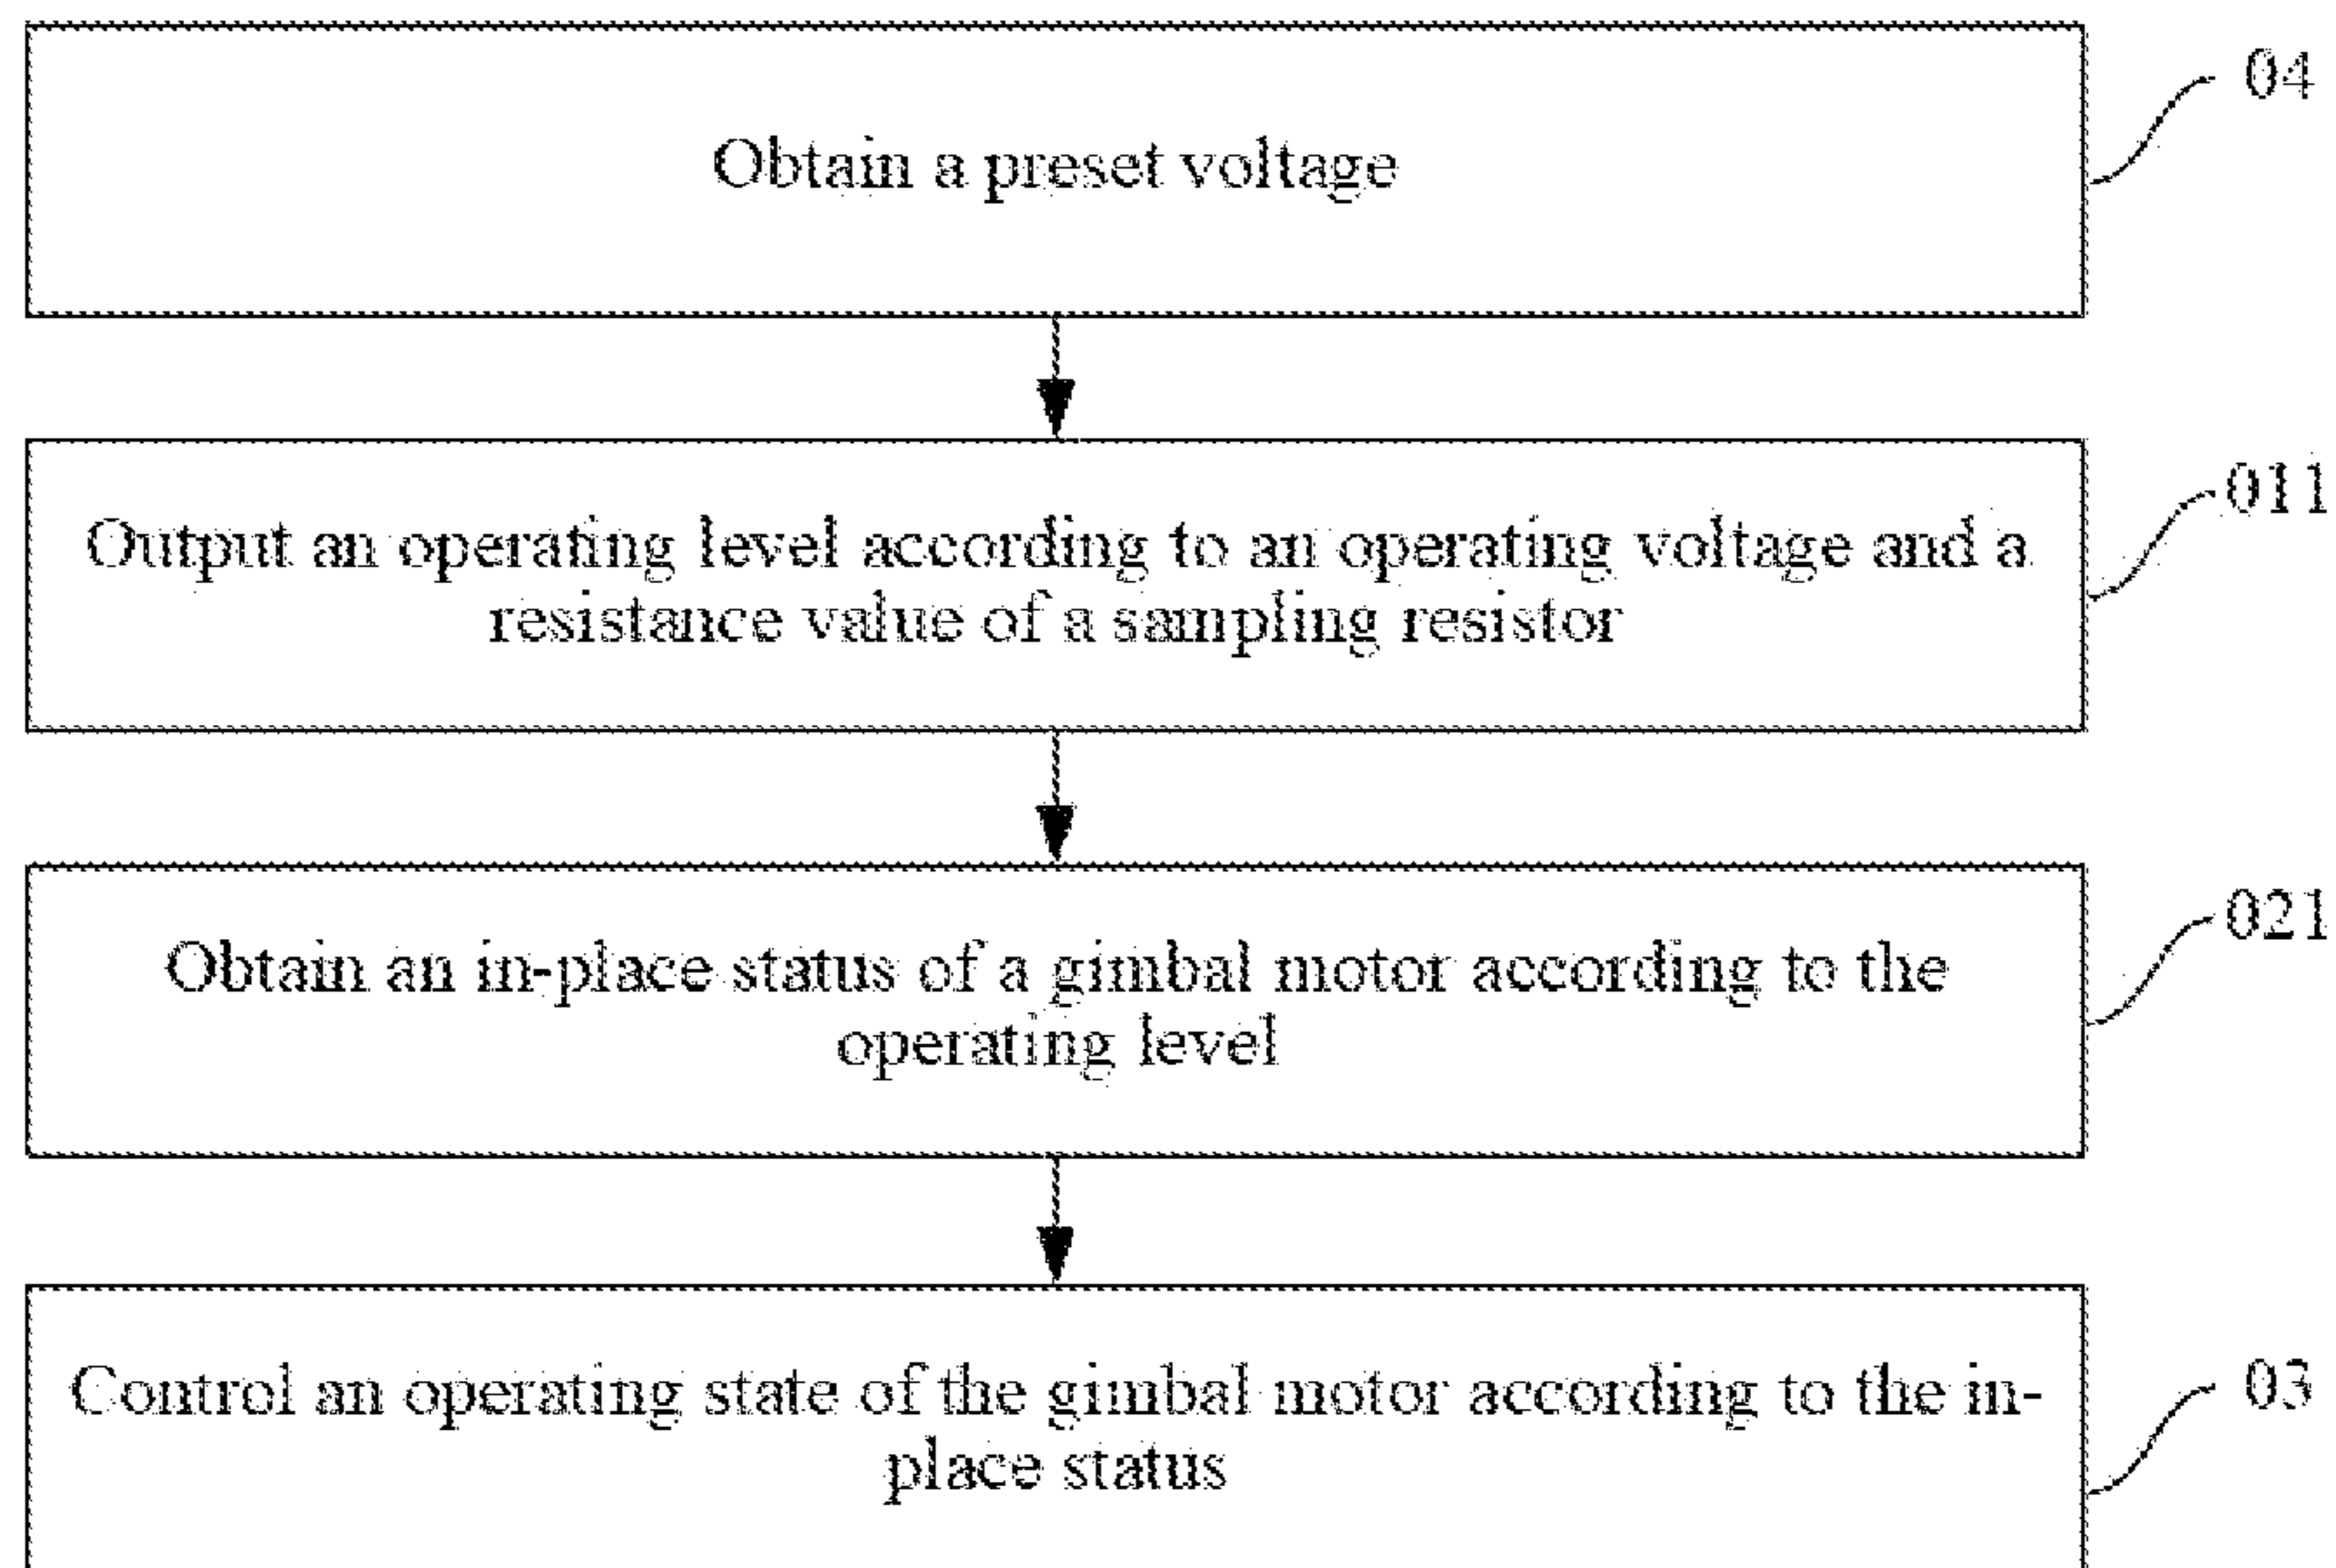 04
Obtain a preset voltage
011
Output an operating level according to an operating voltage and a
resistance value of a sampling resistor
021
Obtain an in-place status of a gimbal motor according to the
operating level
03
Control an operating state of the gimbal motor according to the in-
place status